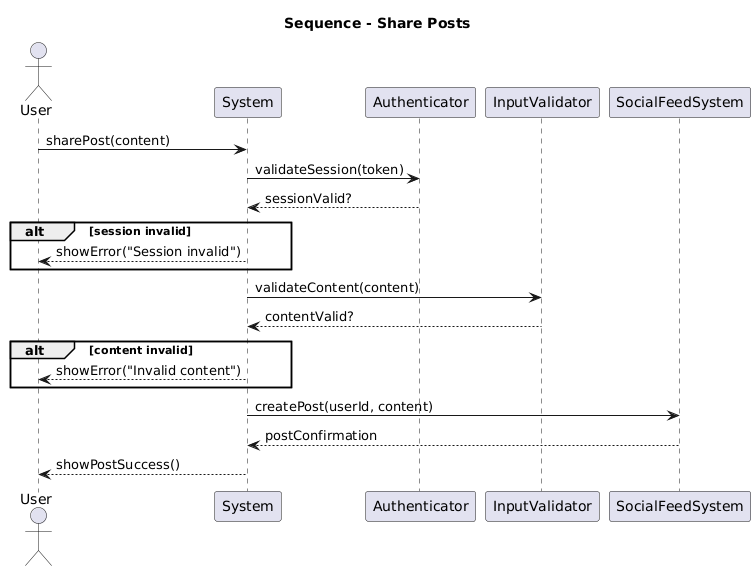 Sequence - Share Posts
User
System
Authenticator
InputValidator
SocialFeedSystem
sharePost(content)
validateSession(token)
sessionValid?
alt [session invalid]
showError("Session invalid")
validateContent(content)
contentValid?
alt [content invalid]
showError("Invalid content")
createPost(userId, content)
postConfirmation
showPostSuccess()
User
System
Authenticator
InputValidator
SocialFeedSystem